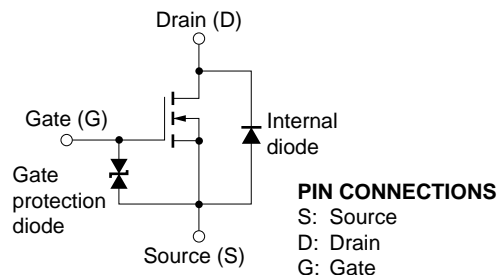 Drain (D)
Gate (G)
Internal
diode
Gate
protection
diode
Source (S)
PIN CONNECTIONS
S: Source
D: Drain
G: Gate